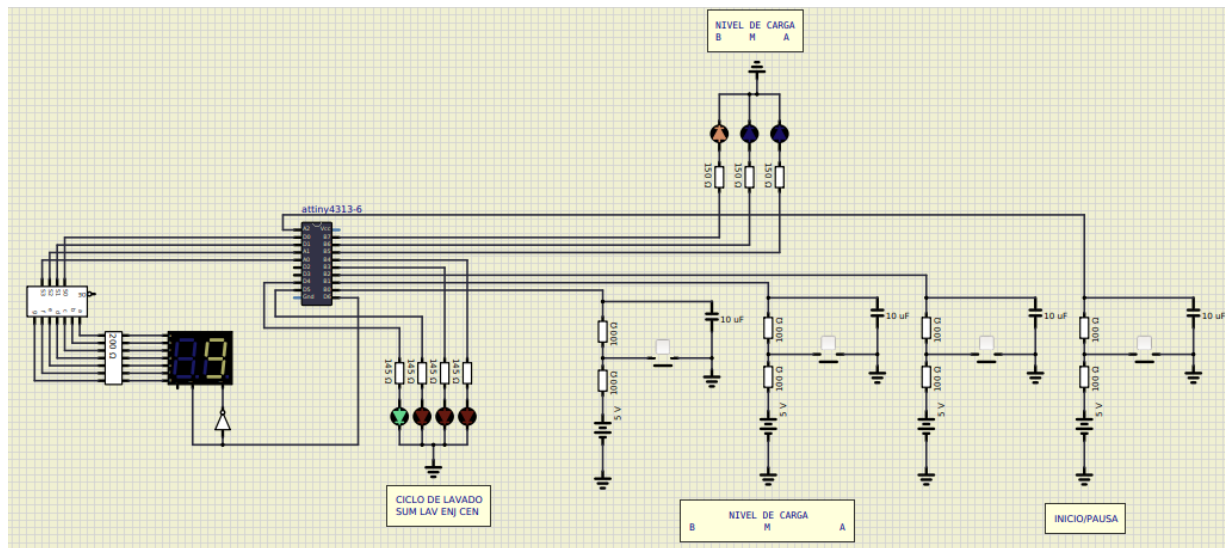 NIVEL DE CARGA
B M A
150 Ω
150 Ω
150 Ω
attiny4313-6
200 Ω
145 Ω
145 Ω
145 Ω
145 Ω
CICLO DE LAVADO
SUM LAV ENJ CEN
100 Ω
100 Ω
10 uF
5 V
100 Ω
100 Ω
10 uF
5 V
100 Ω
100 Ω
10 uF
5 V
100 Ω
100 Ω
10 uF
5 V
NIVEL DE CARGA
B M A
INICIO/PAUSA